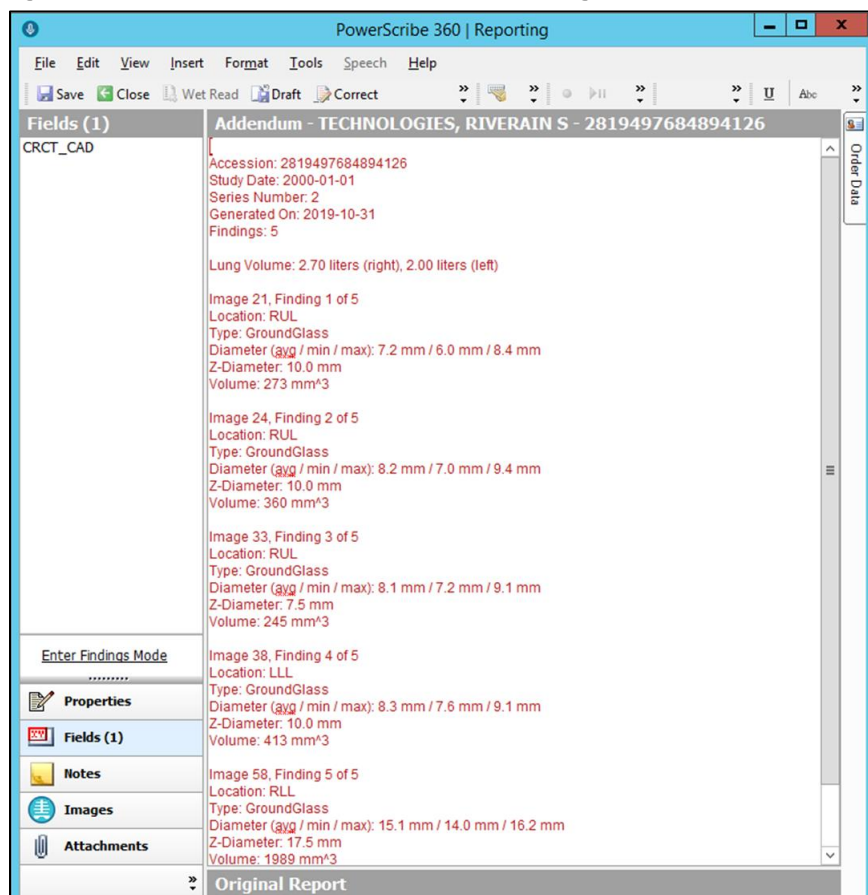 PowerScribe 360 | Reporting
File Edit View Insert Format Tools Speech Help
Save Close Wet Read Draft Correct U Abc
Fields (1)
CRCT_CAD
Addendum - TECHNOLOGIES, RIVERAIN S - 2819497684894126
Order Data
[
Accession: 2819497684894126
Study Date: 2000-01-01
Series Number: 2
Generated On: 2019-10-31
Findings: 5
Lung Volume: 2.70 liters (right), 2.00 liters (left)
Image 21, Finding 1 of 5
Location: RUL
Type: GroundGlass
Diameter (avg / min / max): 7.2 mm / 6.0 mm / 8.4 mm
Z-Diameter: 10.0 mm
Volume: 273 mm^3
Image 24, Finding 2 of 5
Location: RUL
Type: GroundGlass
Diameter (avg / min / max): 8.2 mm / 7.0 mm / 9.4 mm
Z-Diameter: 10.0 mm
Volume: 360 mm^3
Image 33, Finding 3 of 5
Location: RUL
Type: GroundGlass
Diameter (avg / min / max): 8.1 mm / 7.2 mm / 9.1 mm
Z-Diameter: 7.5 mm
Volume: 245 mm^3
Image 38, Finding 4 of 5
Location: LLL
Type: GroundGlass
Diameter (avg / min / max): 8.3 mm / 7.6 mm / 9.1 mm
Z-Diameter: 10.0 mm
Volume: 413 mm^3
Image 58, Finding 5 of 5
Location: RLL
Type: GroundGlass
Diameter (avg / min / max): 15.1 mm / 14.0 mm / 16.2 mm
Z-Diameter: 17.5 mm
Volume: 1989 mm^3
Enter Findings Mode
Properties
Fields (1)
Notes
Images
Attachments
Original Report